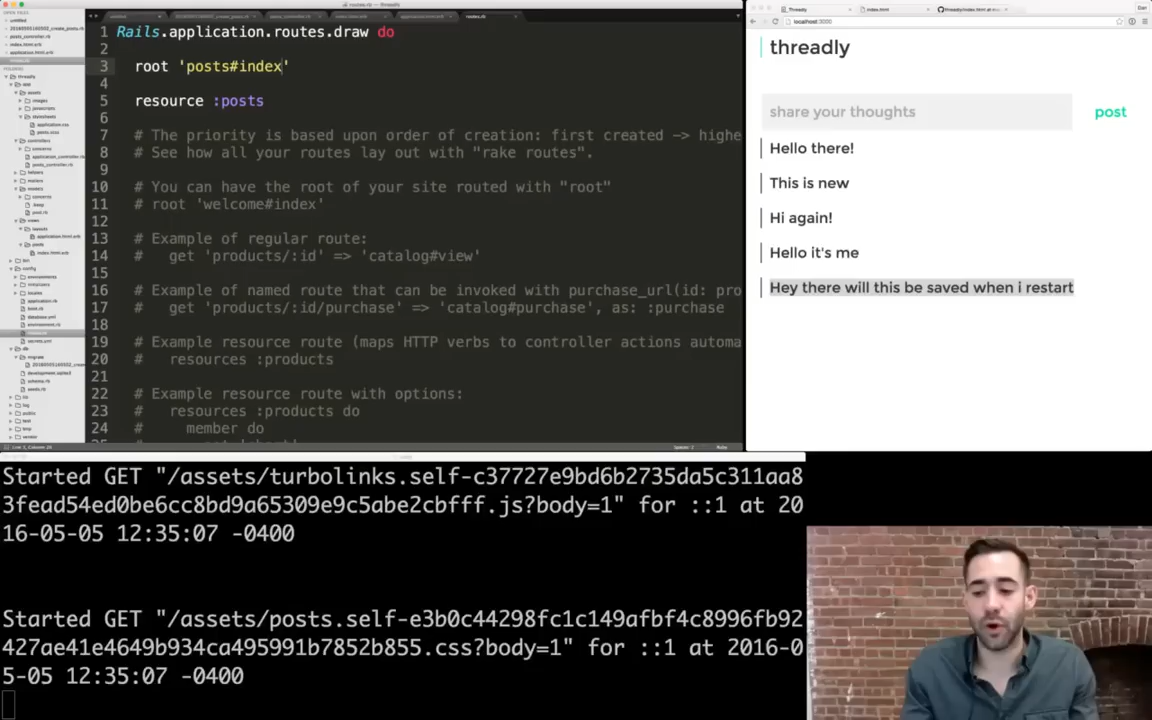 routes.rb
1 Rails.application.routes.draw do
2
3 root 'posts#index'
4
5 resource :posts
6
7 # The priority is based upon order of creation: first created -> highe
8 # See how all your routes lay out with "rake routes".
9
10 # You can have the root of your site routed with "root"
11 # root 'welcome#index'
12
13 # Example of regular route:
14 # get 'products/:id' => 'catalog#view'
15
16 # Example of named route that can be invoked with purchase_url(id: pro
17 # get 'products/:id/purchase' => 'catalog#purchase', as: :purchase
18
19 # Example resource route (maps HTTP verbs to controller actions automa
20 # resources :products
21
22 # Example resource route with options:
23 # resources :products do
24 # member do
Threadly
index.html
localhost:3000
threadly
share your thoughts
post
Hello there!
This is new
Hi again!
Hello it's me
Hey there will this be saved when i restart
Started GET "/assets/turbolinks.self-c37727e9bd6b2735da5c311aa8
3fead54ed0be6cc8bd9a65309e9c5abe2cbfff.js?body=1" for ::1 at 20
16-05-05 12:35:07 -0400
Started GET "/assets/posts.self-e3b0c44298fc1c149afbf4c8996fb92
427ae41e4649b934ca495991b7852b855.css?body=1" for ::1 at 2016-0
5-05 12:35:07 -0400